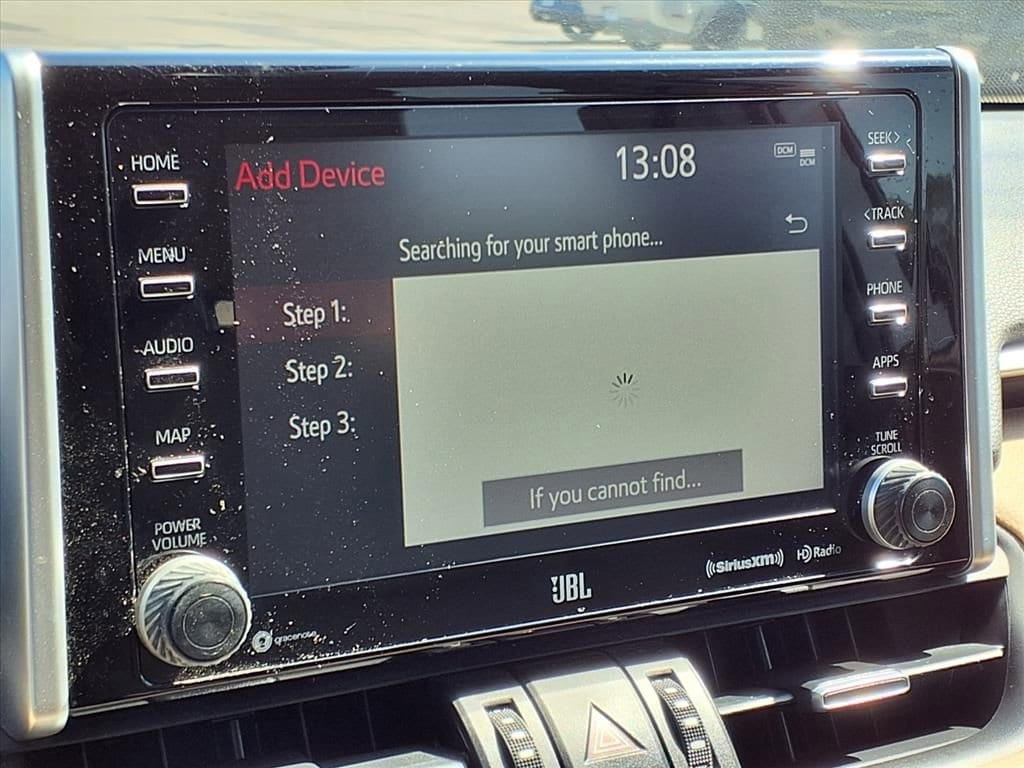 HOME
MENU
AUDIO
MAP
POWER
VOLUME
Add Device
13:08
DCM
DCM
Searching for your smart phone...
Step 1:
Step 2:
Step 3:
If you cannot find...
SEEK>
<TRACK
PHONE
APPS
TUNE
SCROLL
gracenote
JBL
SiriusXM
HD Radio